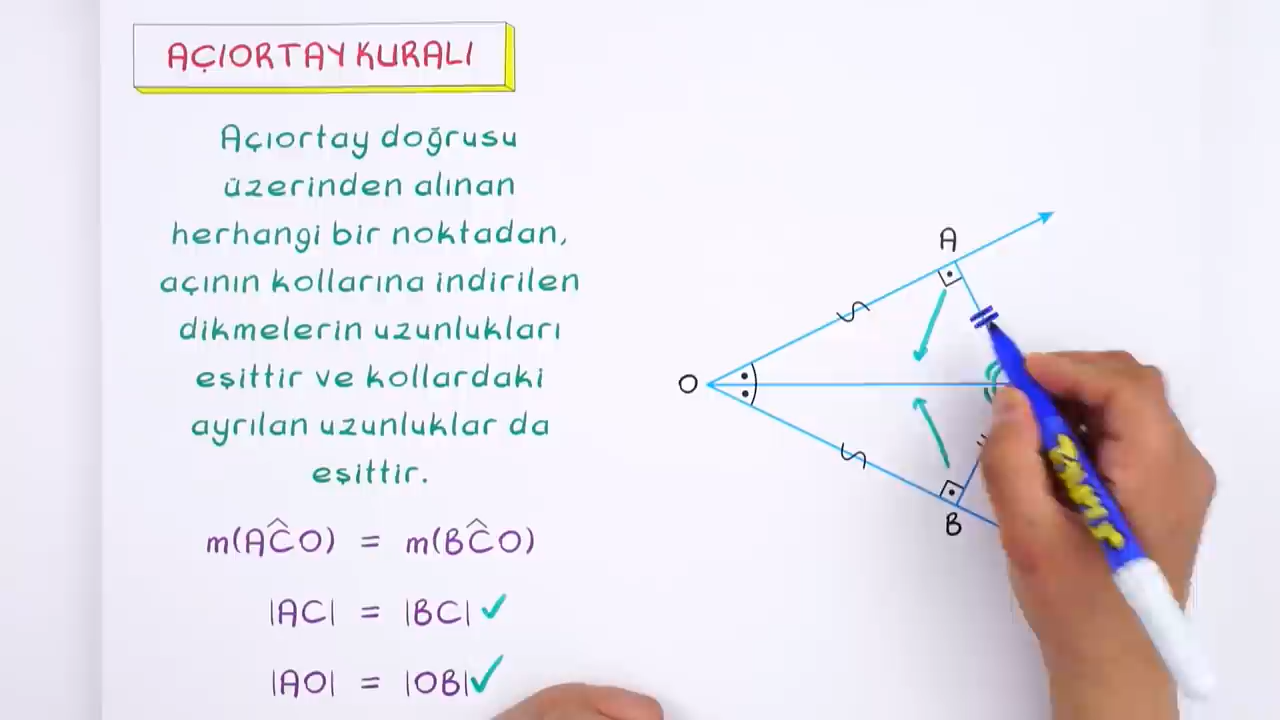 AÇIORTAY KURALI
Açıortay doğrusu
üzerinden alınan
herhangi bir noktadan,
açının kollarına indirilen
dikmelerin uzunlukları
eşittir ve kollardaki
ayrılan uzunluklar da
eşittir.
m(AĈO) = m(BĈO)
|AC| = |BC| ✓
|AO| = |OB| ✓
A
O
B